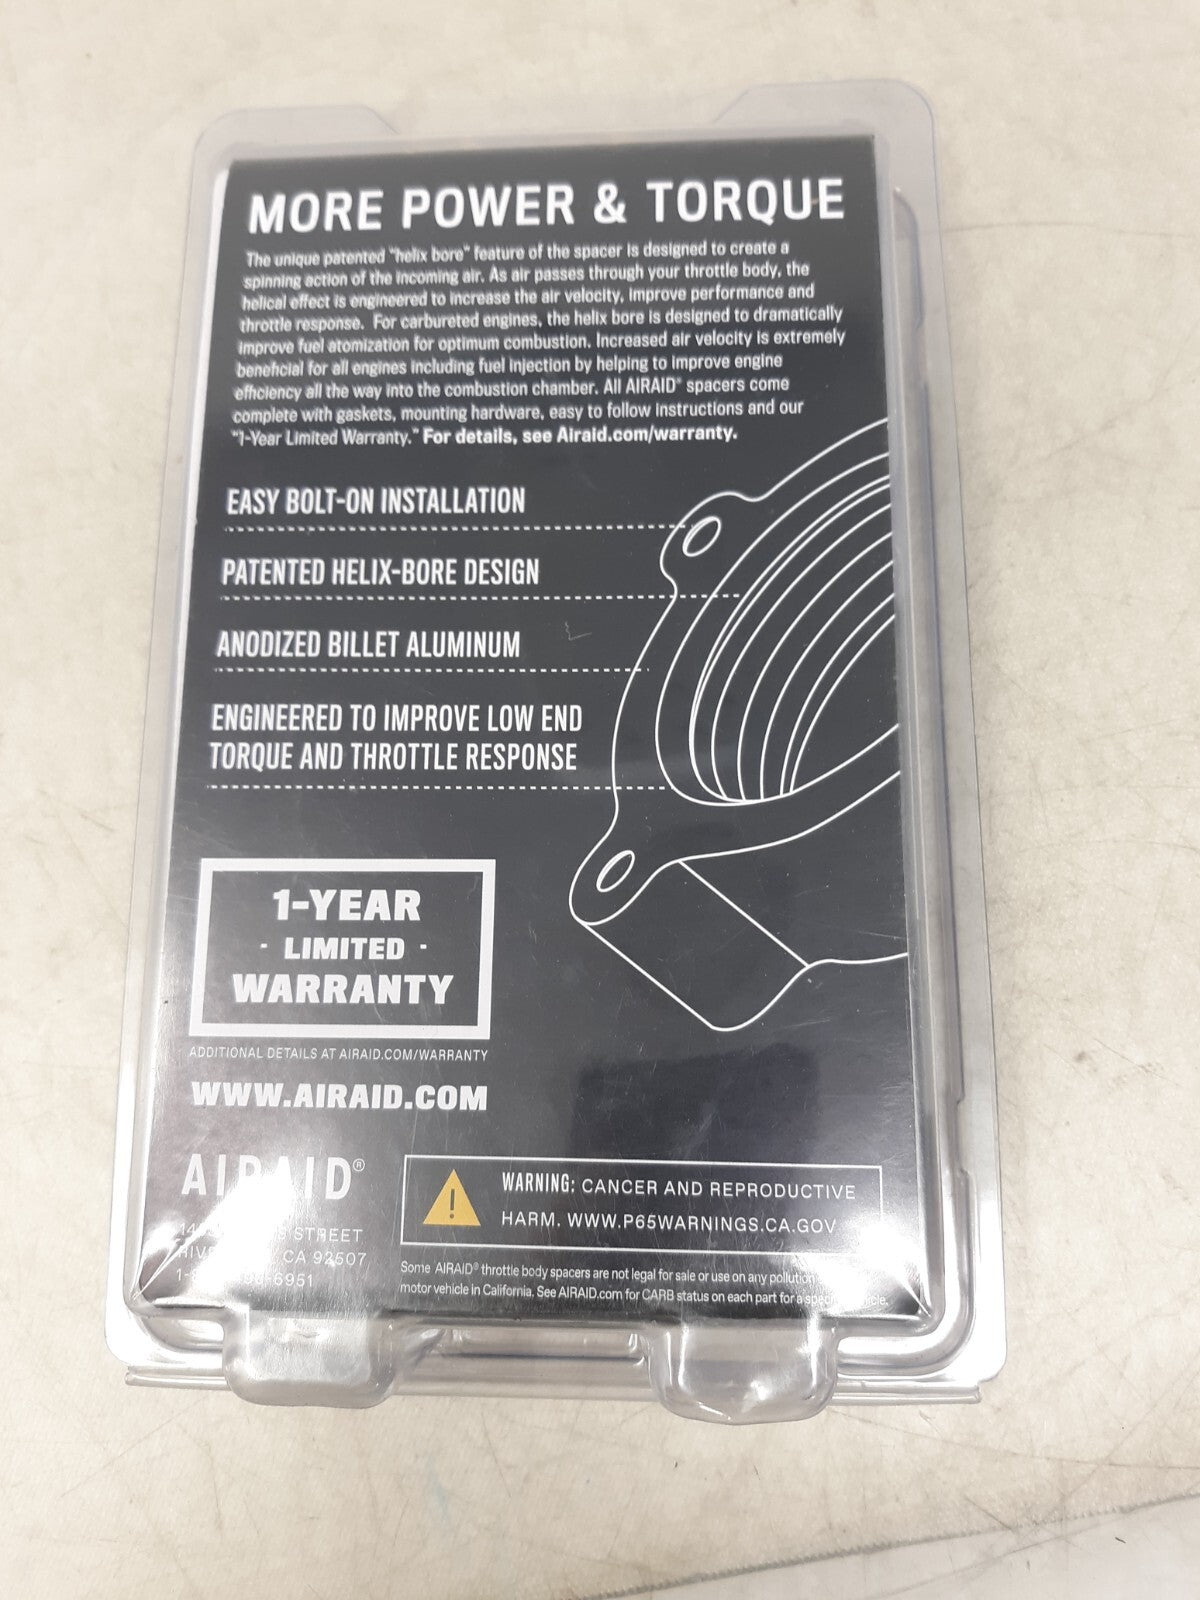 MORE POWER & TORQUE
The unique patented "helix bore" feature of the spacer is designed to create a
spinning action of the incoming air. As air passes through your throttle body, the
helical effect is engineered to increase the air velocity, improve performance and
throttle response. For carbureted engines, the helix bore is designed to dramatically
improve fuel atomization for optimum combustion. Increased air velocity is extremely
beneficial for all engines including fuel injection by helping to improve engine
efficiency all the way into the combustion chamber. All AIRAID® spacers come
complete with gaskets, mounting hardware, easy to follow instructions and our
"1-Year Limited Warranty." For details, see Airaid.com/warranty.
EASY BOLT-ON INSTALLATION
PATENTED HELIX-BORE DESIGN
ANODIZED BILLET ALUMINUM
ENGINEERED TO IMPROVE LOW END
TORQUE AND THROTTLE RESPONSE
1-YEAR
- LIMITED -
WARRANTY
ADDITIONAL DETAILS AT AIRAID.COM/WARRANTY
WWW.AIRAID.COM
AIRAID®
STREET
CA 92507
WARNING: CANCER AND REPRODUCTIVE
HARM. WWW.P65WARNINGS.CA.GOV
Some AIRAID® throttle body spacers are not legal for sale or use on any pollution
motor vehicle in California. See AIRAID.com for CARB status on each part for a